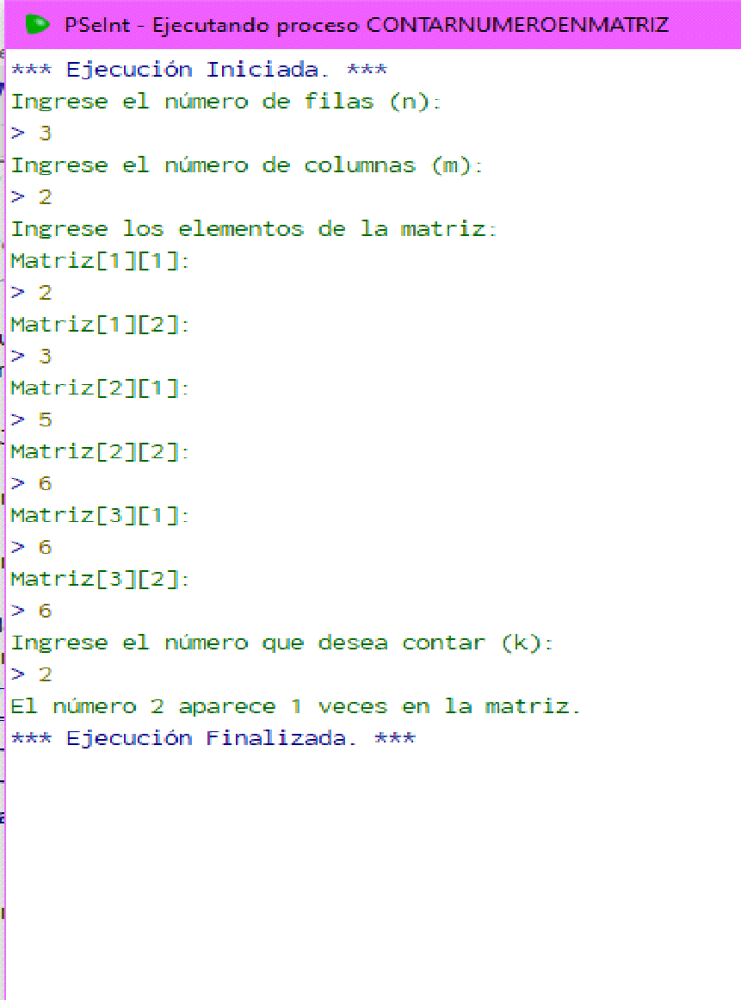 PSeInt - Ejecutando proceso CONTARNUMEROENMATRIZ
*** Ejecución Iniciada. ***
Ingrese el número de filas (n):
> 3
Ingrese el número de columnas (m):
> 2
Ingrese los elementos de la matriz:
Matriz[1][1]:
> 2
Matriz[1][2]:
> 3
Matriz[2][1]:
> 5
Matriz[2][2]:
> 6
Matriz[3][1]:
> 6
Matriz[3][2]:
> 6
Ingrese el número que desea contar (k):
> 2
El número 2 aparece 1 veces en la matriz.
*** Ejecución Finalizada. ***